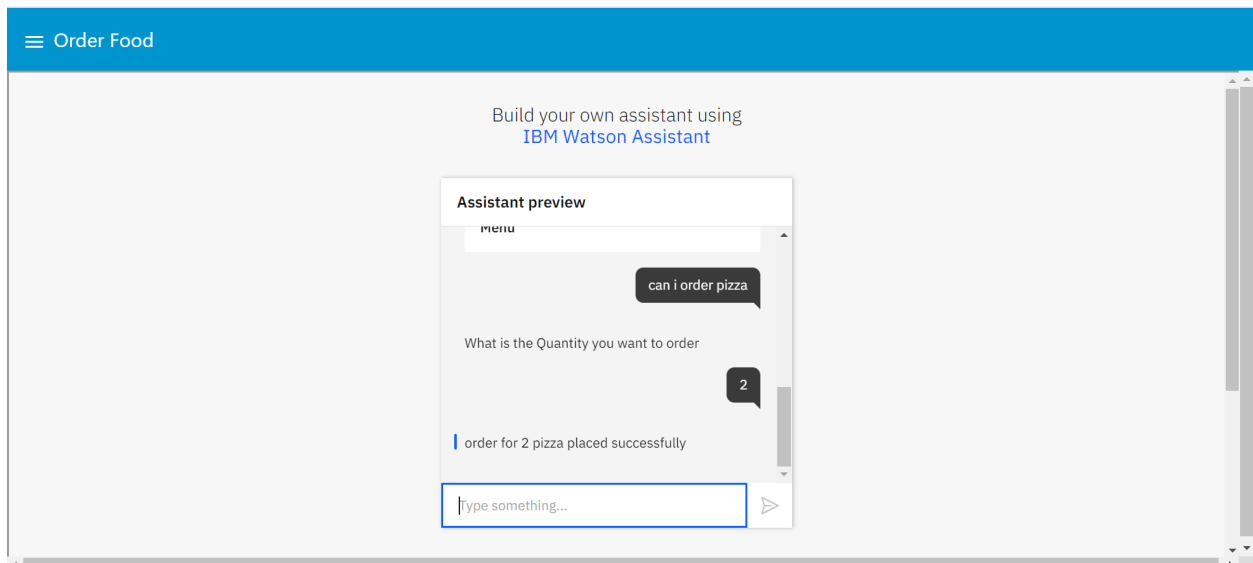 Order Food
Build your own assistant using
IBM Watson Assistant
Assistant preview
Menu
can i order pizza
What is the Quantity you want to order
2
order for 2 pizza placed successfully
Type something...